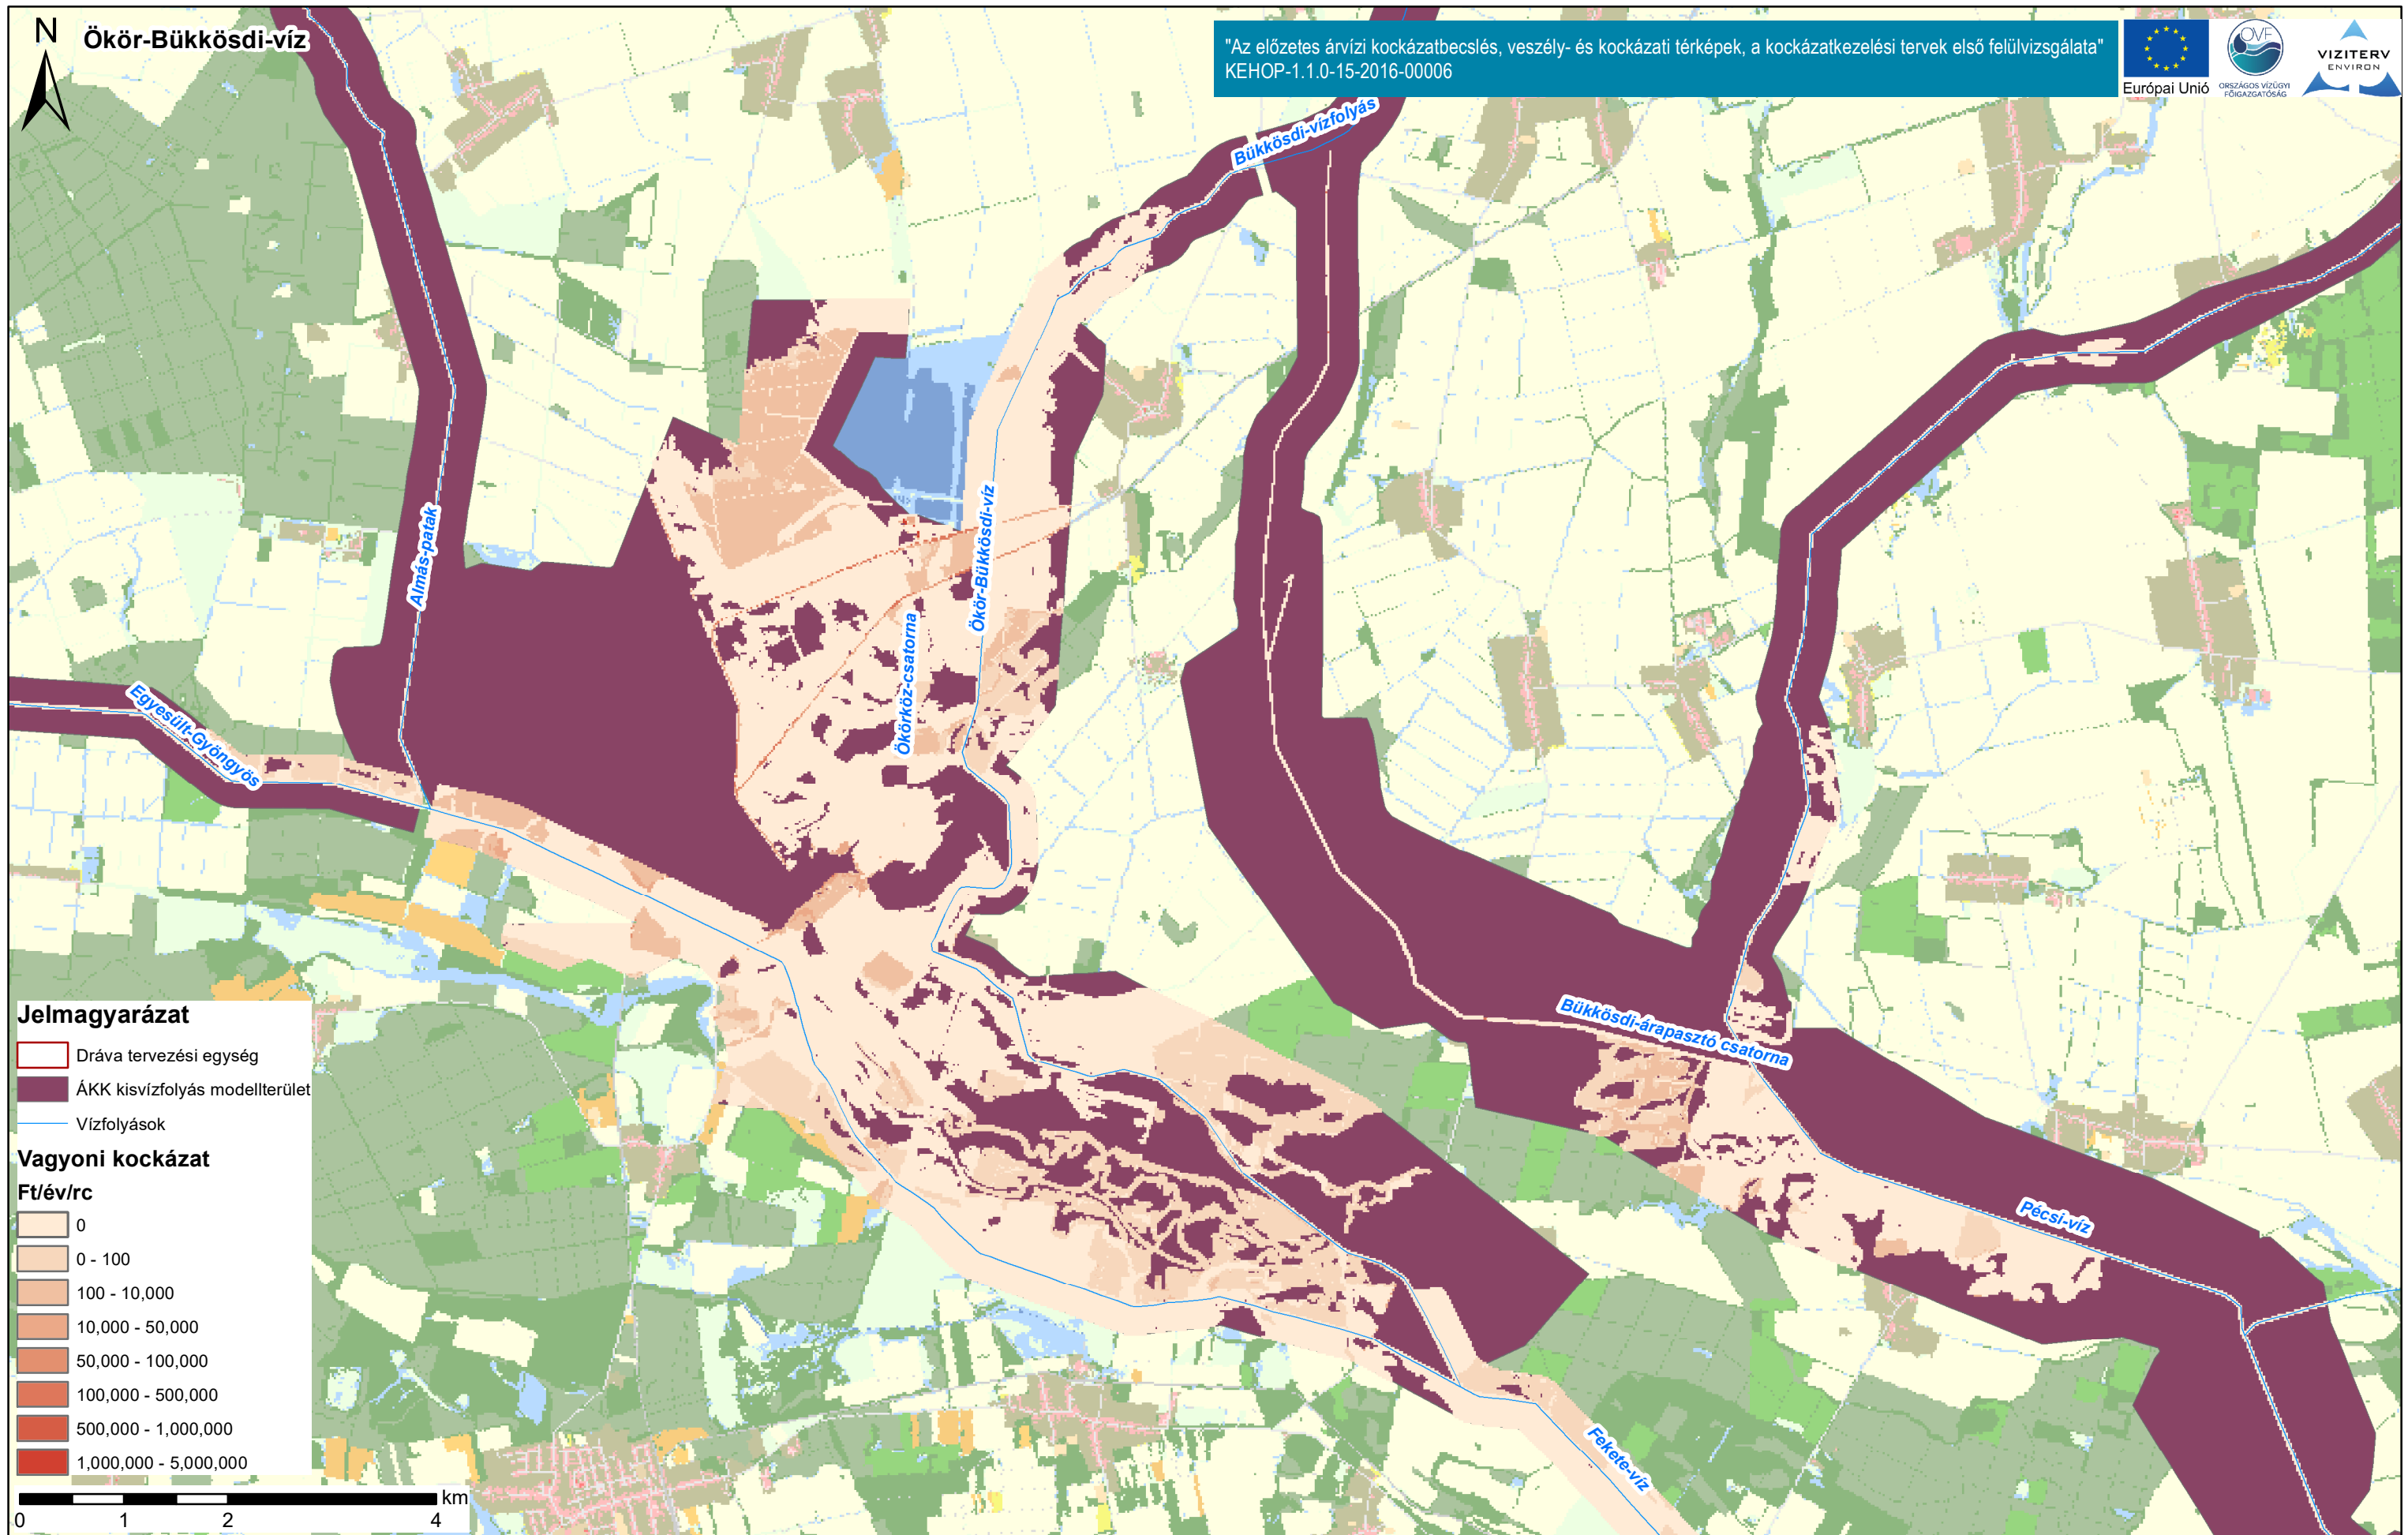 N
Ökör-Bükkösdi-víz
"Az előzetes árvízi kockázatbecslés, veszély- és kockázati térképek, a kockázatkezelési tervek első felülvizsgálata"
KEHOP-1.1.0-15-2016-00006
Európai Unió
OVF
ORSZÁGOS VÍZÜGYI
FŐIGAZGATÓSÁG
VIZITERV
ENVIRON
Bükkösdi-vízfolyás
Almás-patak
Ökör-Bükkösdi-víz
Ökörköz-csatorna
Egyesült-Gyöngyös
Bükkösdi-árapasztó csatorna
Pécsi-víz
Fekete-víz
Jelmagyarázat
Dráva tervezési egység
ÁKK kisvízfolyás modellterület
Vízfolyások
Vagyoni kockázat
Ft/év/rc
0
0 - 100
100 - 10,000
10,000 - 50,000
50,000 - 100,000
100,000 - 500,000
500,000 - 1,000,000
1,000,000 - 5,000,000
km
0 1 2 4